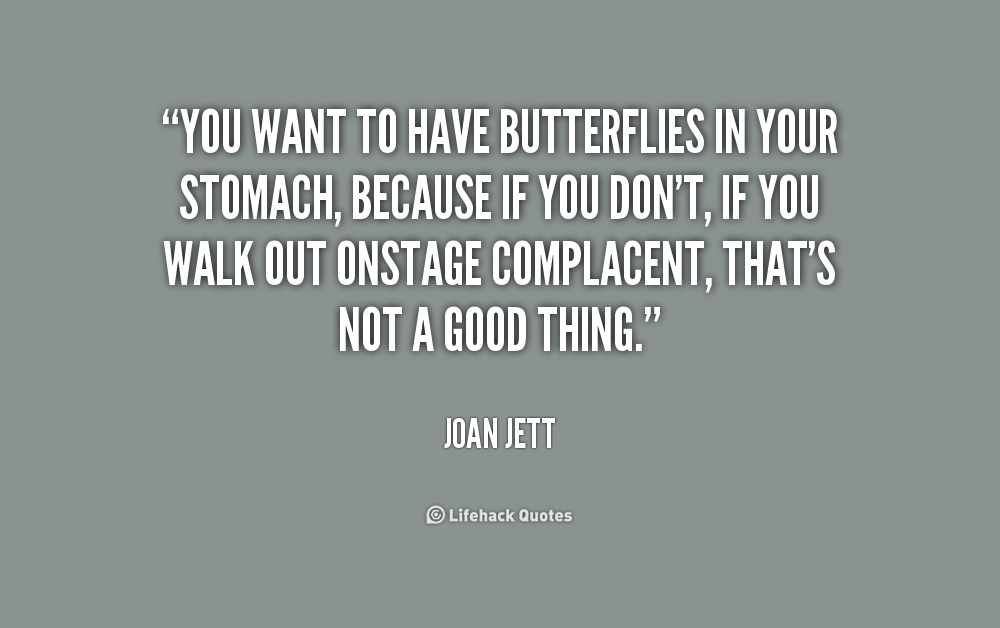 “YOU WANT TO HAVE BUTTERFLIES IN YOUR
STOMACH, BECAUSE IF YOU DON’T, IF YOU
WALK OUT ONSTAGE COMPLACENT, THAT’S
NOT A GOOD THING.”
JOAN JETT
Lifehack Quotes